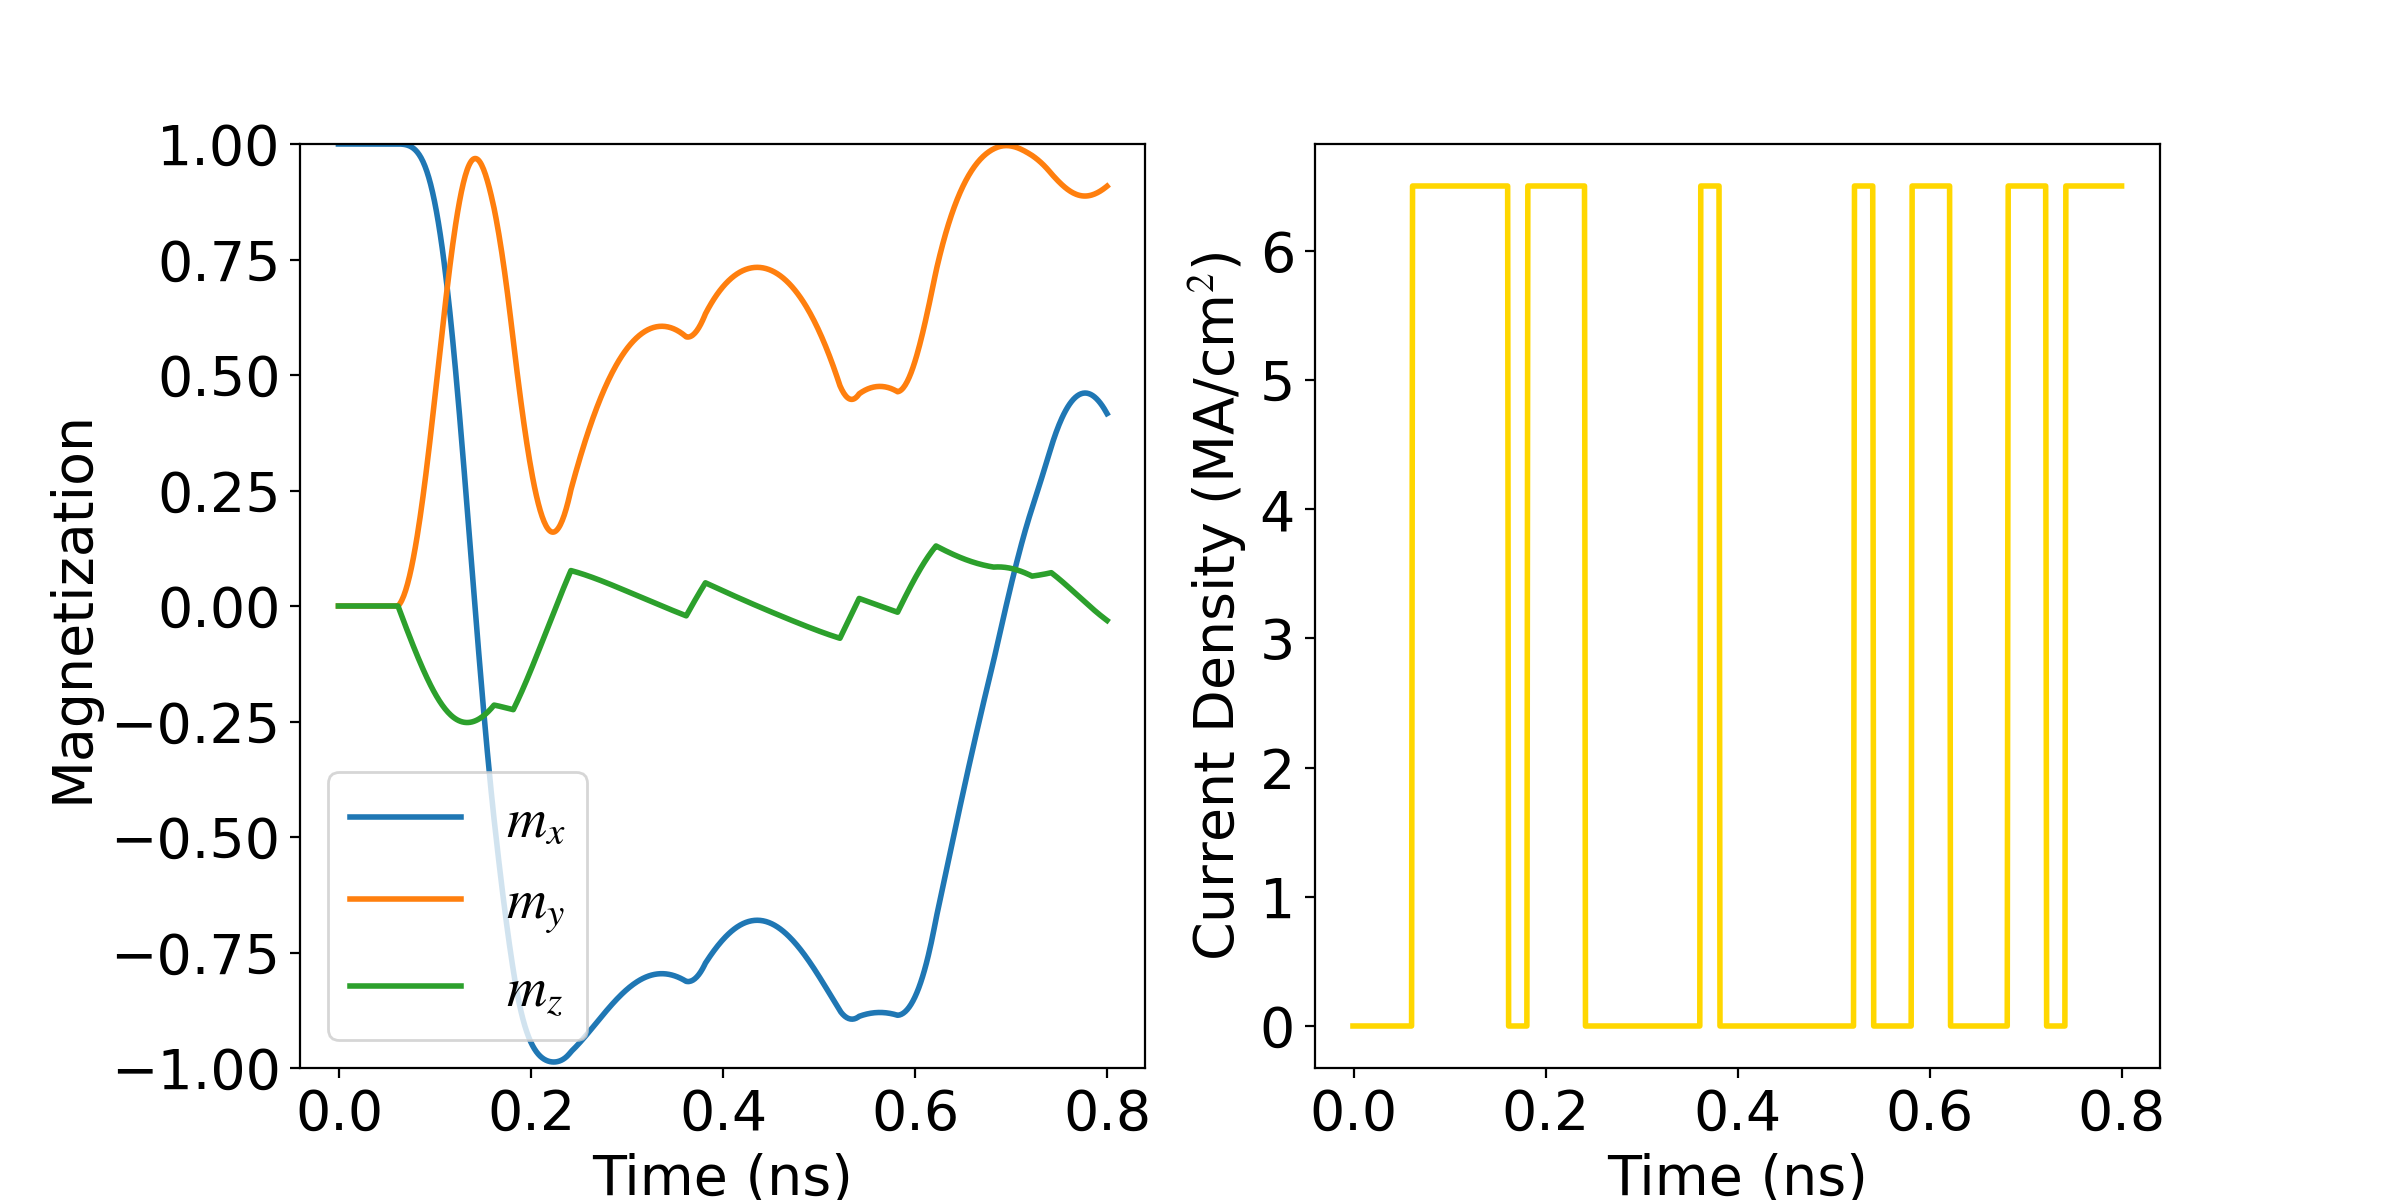 1.00
0.75
0.50
0.25
0.00
−0.25
−0.50
−0.75
−1.00
Magnetization
0.0 0.2 0.4 0.6 0.8
Time (ns)
m_x
m_y
m_z
6
5
4
3
2
1
0
Current Density (MA/cm²)
0.0 0.2 0.4 0.6 0.8
Time (ns)